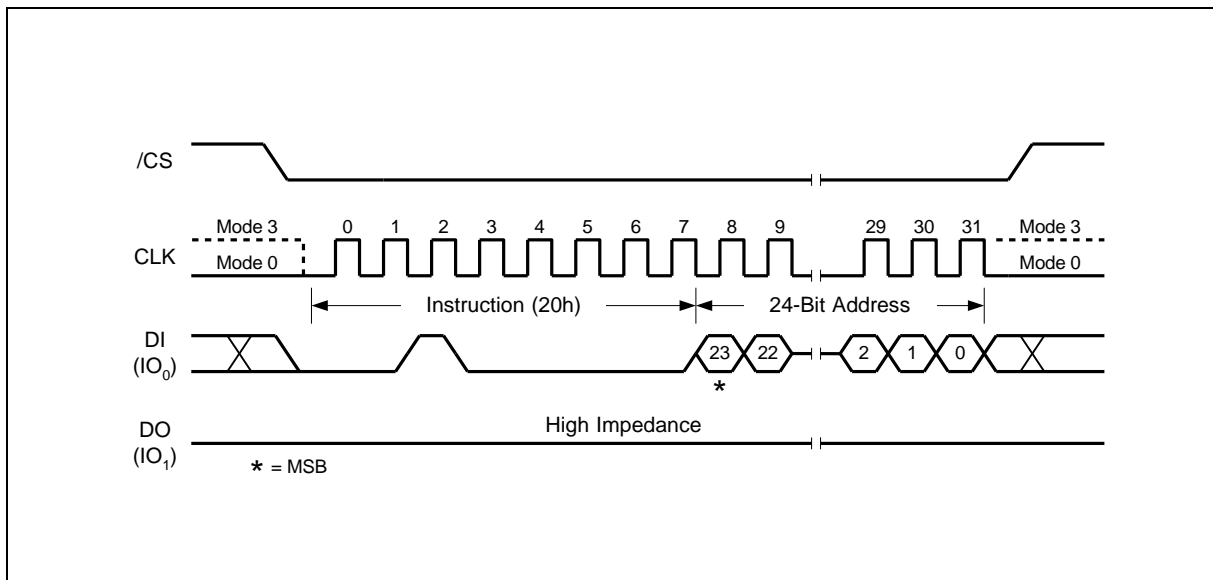 /CS
Mode 3 0 1 2 3 4 5 6 7 8 9 29 30 31 Mode 3
CLK
Mode 0 Mode 0
Instruction (20h) 24-Bit Address
DI
(IO₀)
23 22 2 1 0
*
High Impedance
DO
(IO₁)
* = MSB